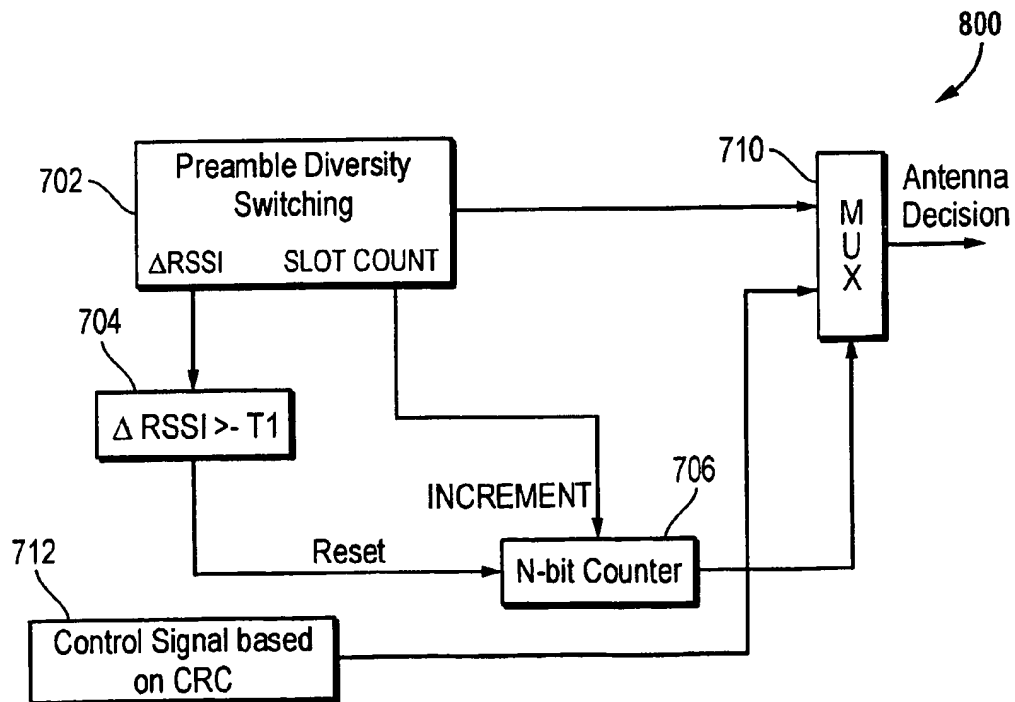 800
702
Preamble Diversity
Switching
ΔRSSI SLOT COUNT
710
MUX
Antenna
Decision
704
Δ RSSI >- T1
INCREMENT
706
Reset
N-bit Counter
712
Control Signal based
on CRC